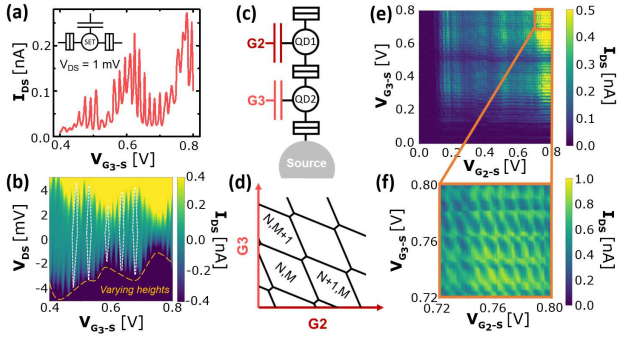 (a)
I_DS [nA]
0.2
0.1
0.0
SET
V_DS = 1 mV
0.4 0.6 0.8
V_G3-S [V]
(b)
V_DS [mV]
4
2
0
-2
-4
Varying heights
0.4 0.5 0.6 0.7 0.8
V_G3-S [V]
0.4
0.2
0.0
-0.2
-0.4
I_DS [nA]
(c)
G2
QD1
G3
QD2
Source
(d)
G3
N,M+1
N,M
N+1,M
G2
(e)
V_G3-S [V]
0.8
0.6
0.4
0.2
0.0
0.0 0.2 0.4 0.6 0.8
V_G2-S [V]
0.5
0.4
0.3
0.2
0.1
0.0
I_DS [nA]
(f)
V_G3-S [V]
0.80
0.76
0.72
0.72 0.76 0.80
V_G2-S [V]
1.0
0.8
0.6
0.4
0.2
0.0
I_DS [nA]